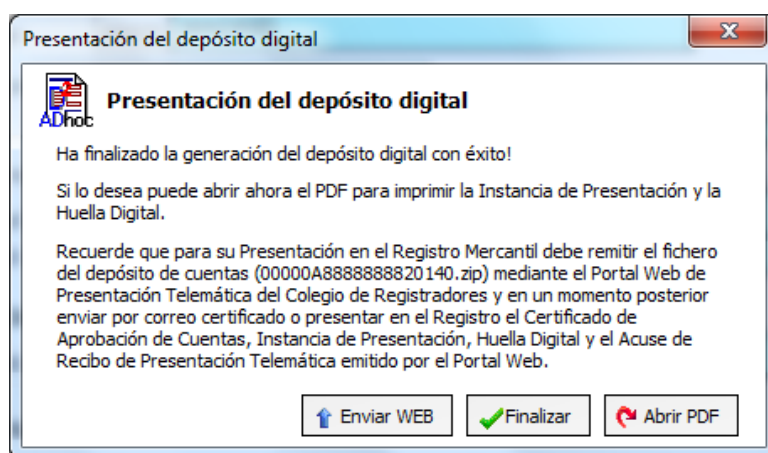 Presentación del depósito digital
x
ADhoc
Presentación del depósito digital
Ha finalizado la generación del depósito digital con éxito!
Si lo desea puede abrir ahora el PDF para imprimir la Instancia de Presentación y la
Huella Digital.
Recuerde que para su Presentación en el Registro Mercantil debe remitir el fichero
del depósito de cuentas (00000A8888888820140.zip) mediante el Portal Web de
Presentación Telemática del Colegio de Registradores y en un momento posterior
enviar por correo certificado o presentar en el Registro el Certificado de
Aprobación de Cuentas, Instancia de Presentación, Huella Digital y el Acuse de
Recibo de Presentación Telemática emitido por el Portal Web.
Enviar WEB
Finalizar
Abrir PDF